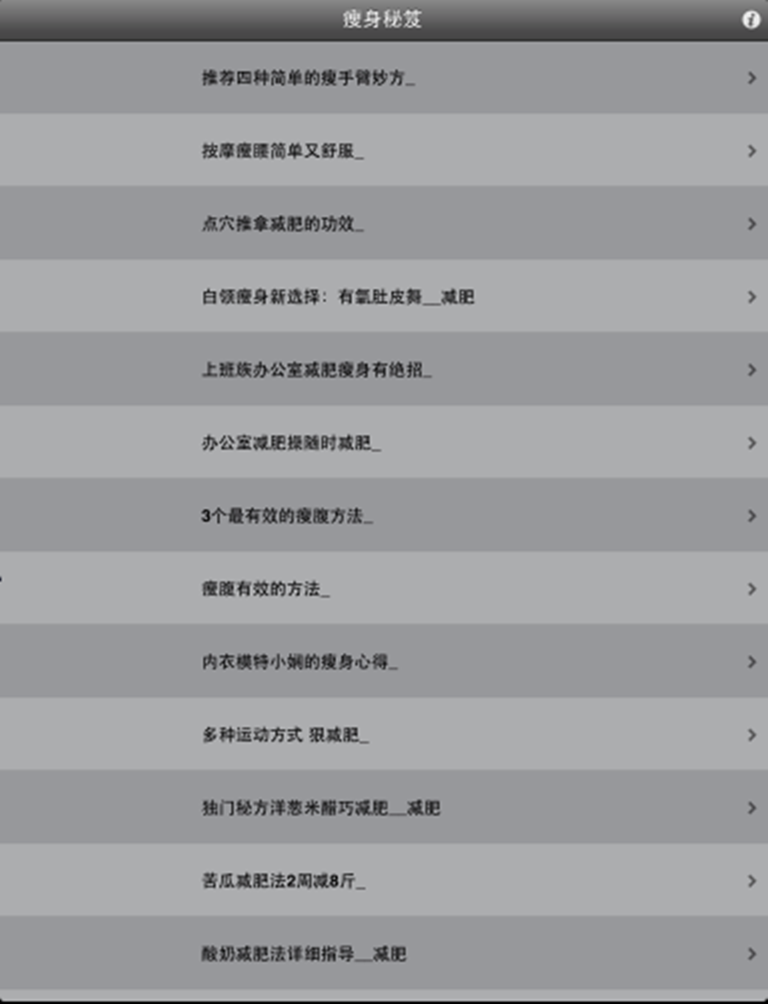 瘦身秘笈
推荐四种简单的瘦手臂妙方_
按摩瘦腰简单又舒服_
点穴推拿减肥的功效_
白领瘦身新选择：有氧肚皮舞__减肥
上班族办公室减肥瘦身有绝招_
办公室减肥操随时减肥_
3个最有效的瘦腹方法_
瘦腹有效的方法_
内衣模特小娴的瘦身心得_
多种运动方式 狠减肥_
独门秘方洋葱米醋巧减肥__减肥
苦瓜减肥法2周减8斤_
酸奶减肥法详细指导__减肥